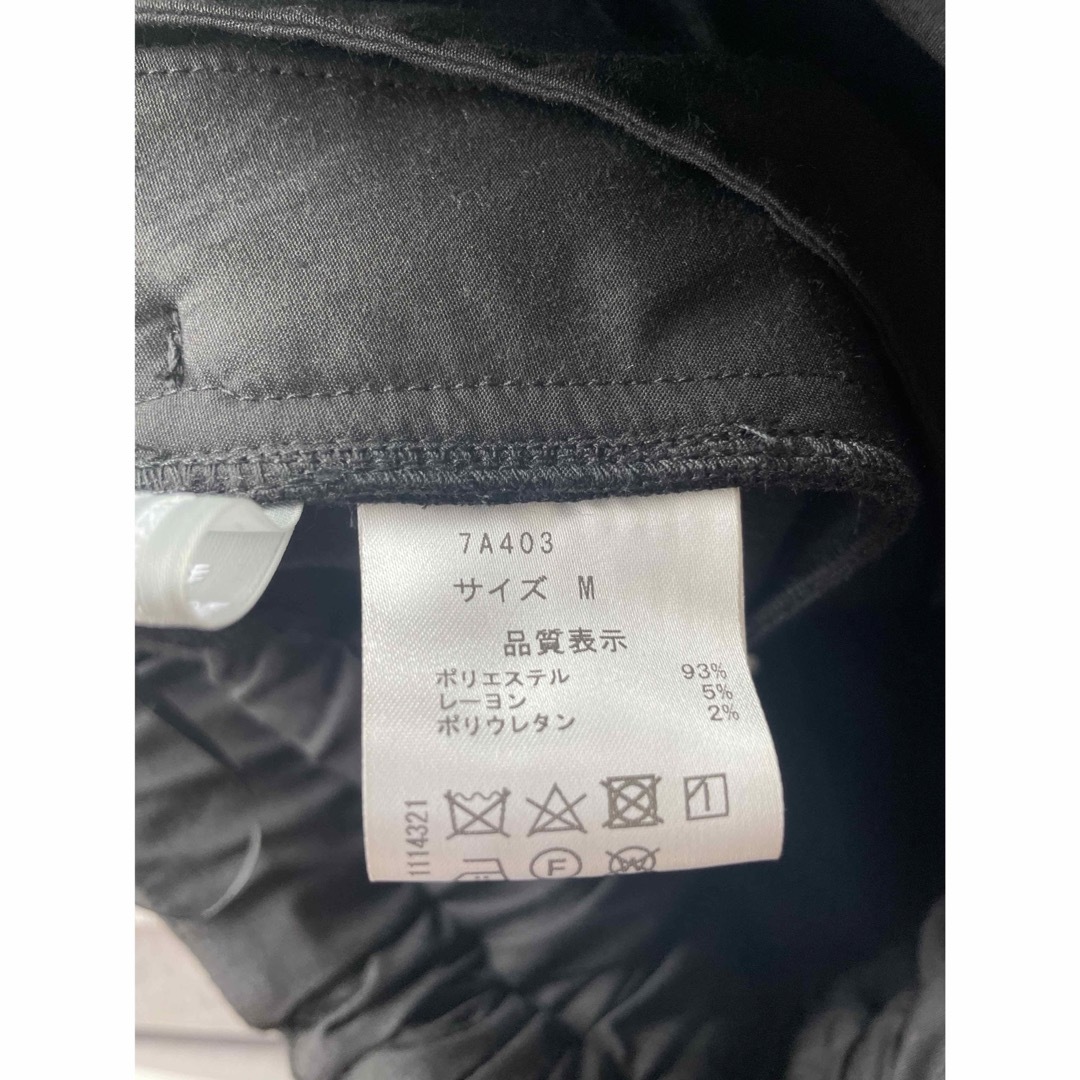 7A403
サイズ M
品質表示
ポリエステル 93%
レーヨン 5%
ポリウレタン 2%
1114321
F
W